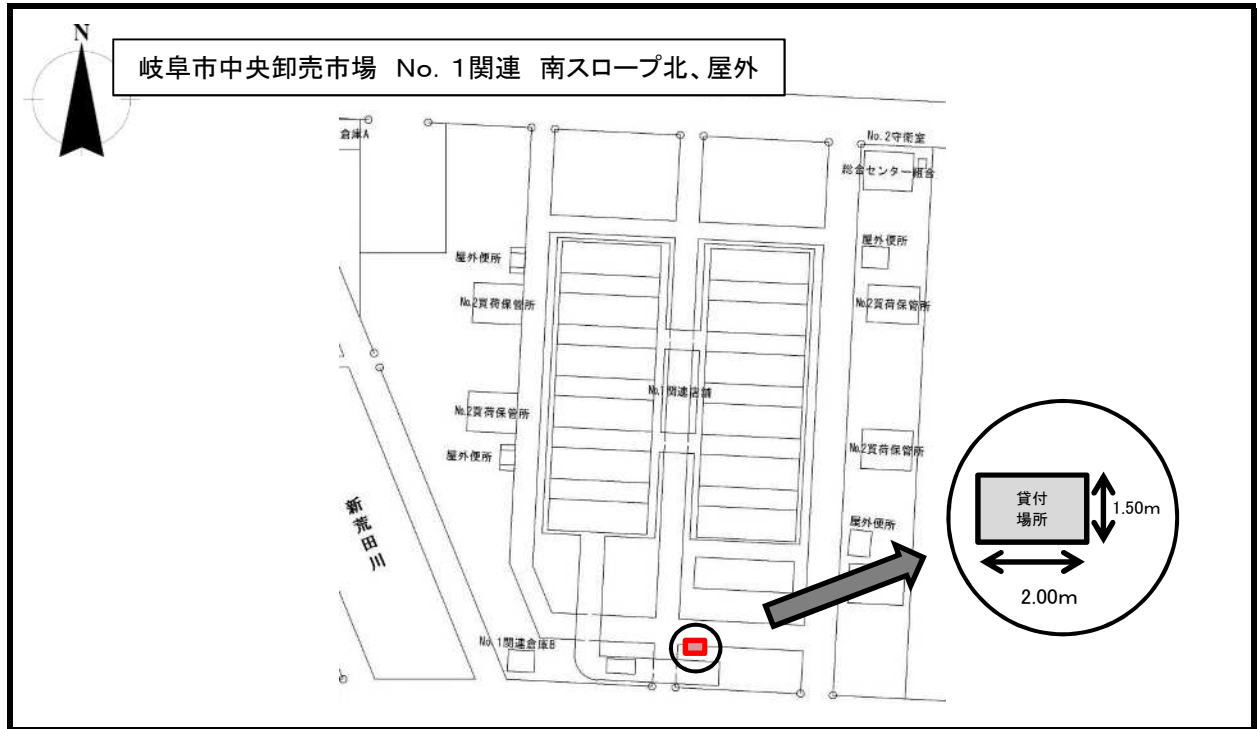 N
岐阜市中央卸売市場 No. 1関連 南スロープ北、屋外
倉庫A
No.2守衛室
総合センター組合
屋外便所
屋外便所
No.2買荷保管所
No.2買荷保管所
No.1関連店舗
No.2買荷保管所
屋外便所
No.2買荷保管所
新荒田川
屋外便所
No.1関連倉庫B
貸付
場所
1.50m
2.00m